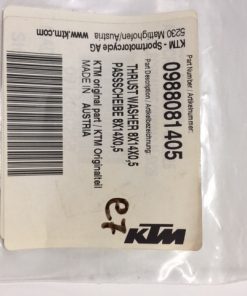 KTM - Sportmotorcycle AG
5230 Mattighofen/Austria
www.ktm.com
Part Number / Artikelnummer:
0988081405
Part Description / Artikelbezeichnung:
THRUST WASHER 8X14X0,5
PASSSCHEIBE 8X14X0,5
KTM original part / KTM Originalteil
MADE IN AUSTRIA
KTM